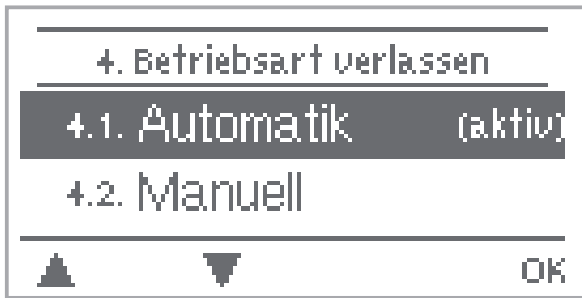 4. Betriebsart verlassen
4.1. Automatik (aktiv)
4.2. Manuell
OK